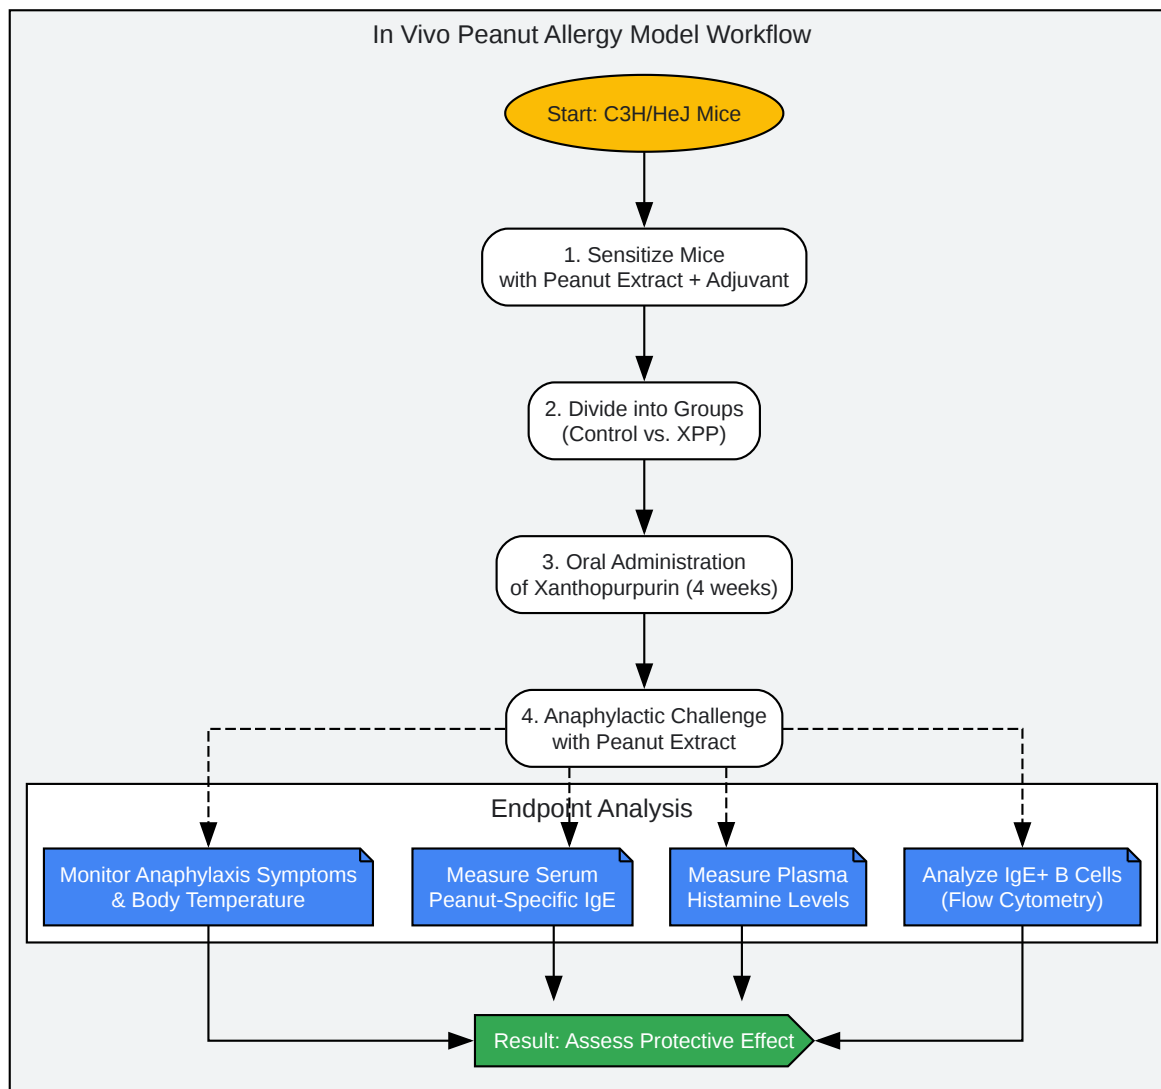 In Vivo Peanut Allergy Model Workflow
Start: C3H/HeJ Mice
1. Sensitize Mice
with Peanut Extract + Adjuvant
2. Divide into Groups
(Control vs. XPP)
3. Oral Administration
of Xanthopurpurin (4 weeks)
4. Anaphylactic Challenge
with Peanut Extract
Endpoint Analysis
Monitor Anaphylaxis Symptoms
& Body Temperature
Measure Serum
Peanut-Specific IgE
Measure Plasma
Histamine Levels
Analyze IgE+ B Cells
(Flow Cytometry)
Result: Assess Protective Effect